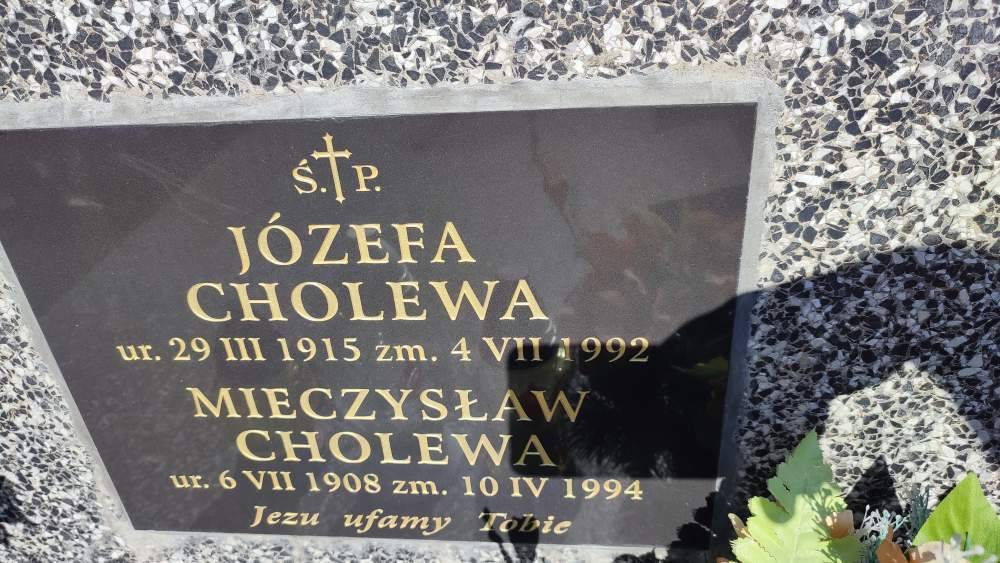 Ś.P.
JÓZEFA
CHOLEWA
ur. 29 III 1915 zm. 4 VII 1992
MIECZYSŁAW
CHOLEWA
ur. 6 VII 1908 zm. 10 IV 1994
Jezu ufamy Tobie